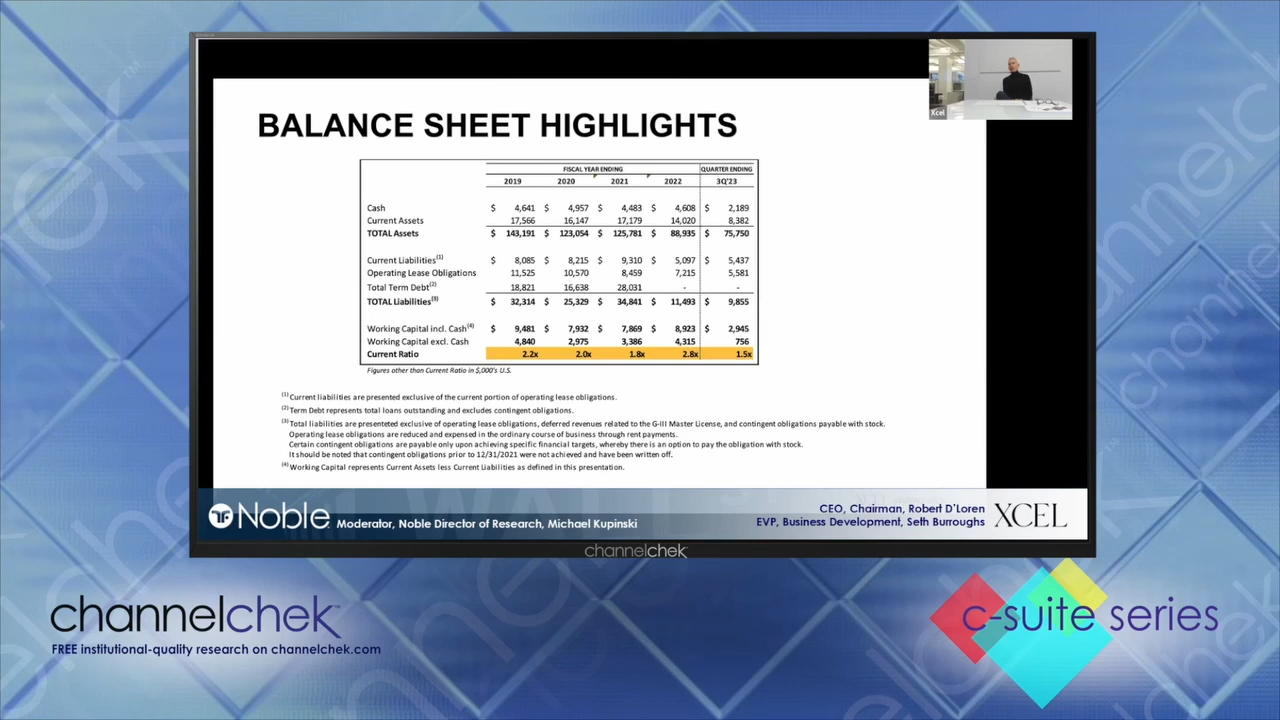 Xcel
BALANCE SHEET HIGHLIGHTS
FISCAL YEAR ENDING QUARTER ENDING
2019 2020 2021 2022 3Q'23
Cash $ 4,641 $ 4,957 $ 4,483 $ 4,608 $ 2,189
Current Assets 17,566 16,147 17,179 14,020 8,382
TOTAL Assets $ 143,191 $ 123,054 $ 125,781 $ 88,935 $ 75,750
Current Liabilities(1) $ 8,085 $ 8,215 $ 9,310 $ 5,097 $ 5,437
Operating Lease Obligations 11,525 10,570 8,459 7,215 5,581
Total Term Debt(2) 18,821 16,638 28,031 - -
TOTAL Liabilities(3) $ 32,314 $ 25,329 $ 34,841 $ 11,493 $ 9,855
Working Capital incl. Cash(4) $ 9,481 $ 7,932 $ 7,869 $ 8,923 $ 2,945
Working Capital excl. Cash 4,840 2,975 3,386 4,315 756
Current Ratio 2.2x 2.0x 1.8x 2.8x 1.5x
Figures other than Current Ratio in $,000's U.S.
(1) Current liabilities are presented exclusive of the current portion of operating lease obligations.
(2) Term Debt represents total loans outstanding and excludes contingent obligations.
(3) Total liabilities are presenteted exclusive of operating lease obligations, deferred revenues related to the G-III Master License, and contingent obligations payable with stock.
Operating lease obligations are reduced and expensed in the ordinary course of business through rent payments.
Certain contingent obligations are payable only upon achieving specific financial targets, whereby there is an option to pay the obligation with stock.
It should be noted that contingent obligations prior to 12/31/2021 were not achieved and have been written off.
(4) Working Capital represents Current Assets less Current Liabilities as defined in this presentation.
Noble
Moderator, Noble Director of Research, Michael Kupinski
CEO, Chairman, Robert D'Loren
EVP, Business Development, Seth Burroughs
XCEL
channelchek
channelchek™
FREE institutional-quality research on channelchek.com
c-suite series